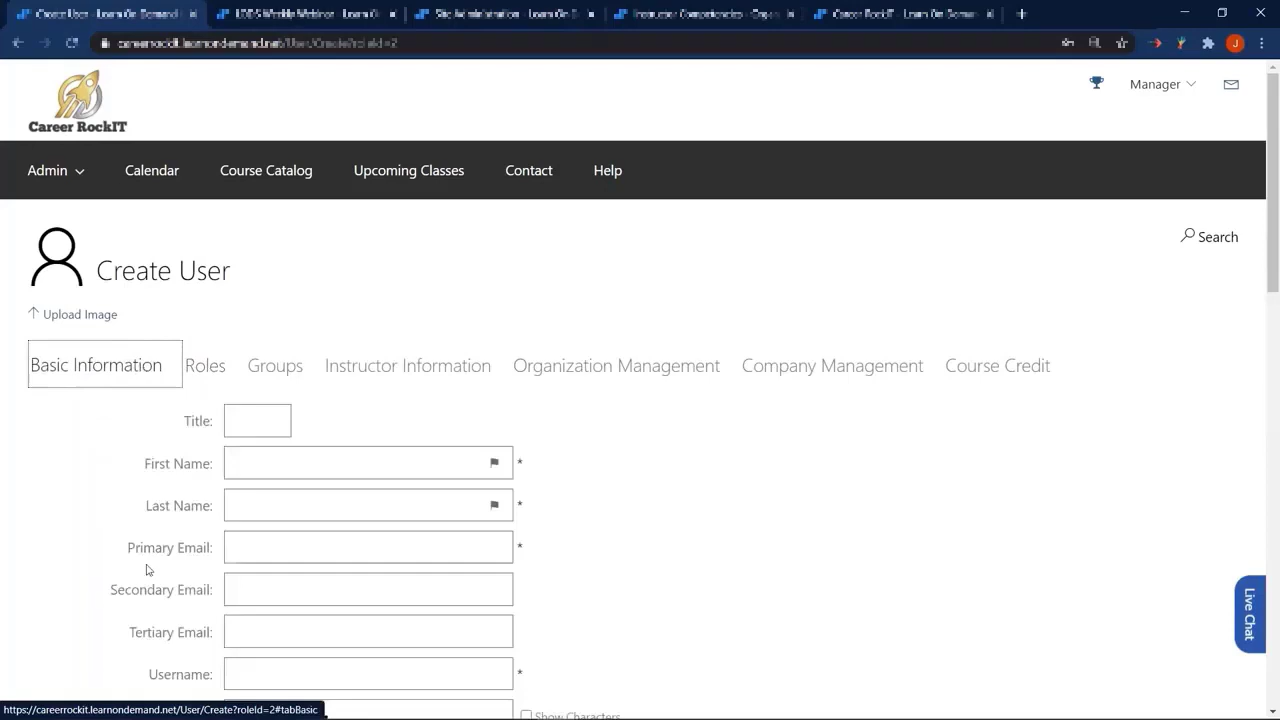 Career RockIT
Manager
Admin
Calendar
Course Catalog
Upcoming Classes
Contact
Help
Create User
Search
Upload Image
Basic Information
Roles
Groups
Instructor Information
Organization Management
Company Management
Course Credit
Title:
First Name: *
Last Name: *
Primary Email: *
Secondary Email:
Tertiary Email:
Username: *
Show Characters
Live Chat
https://careerrockit.learnondemand.net/User/Create?roleId=2#tabBasic
J